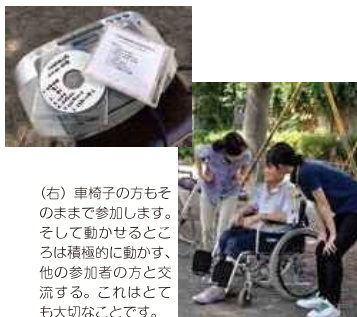 (右) 車椅子の方もそ
のままで参加します。
そして動かせるとこ
ろは積極的に動かす、
他の参加者の方と交
流する。これはとて
も大切なことです。